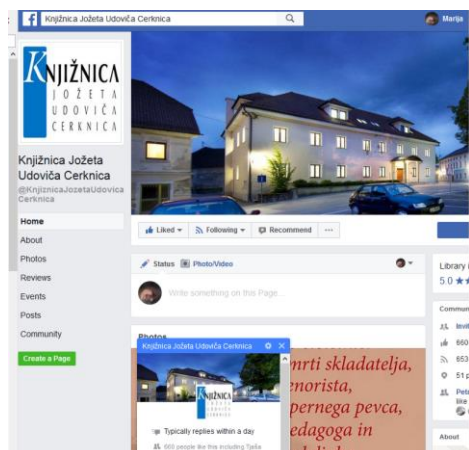 Knjižnica Jožeta Udoviča Cerknica
Marija
KNJIŽNICA
JOŽETA
UDOVIČA
CERKNICA
Knjižnica Jožeta
Udoviča Cerknica
@KnjiznicaJozetaUdovica
Cerknica
Home
About
Photos
Reviews
Events
Posts
Community
Create a Page
Liked
Following
Recommend
Status
Photo/Video
Write something on this Page...
Photos
Knjižnica Jožeta Udoviča Cerknica
KNJIŽNICA
JOŽETA
UDOVIČA
CERKNICA
Typically replies within a day
people like this including Tjaša
mrti skladatelja,
enorista,
pernega pevca,
edagoga in
Library
5.0
Commun
Invit
660
653
51 p
Petr
like
About